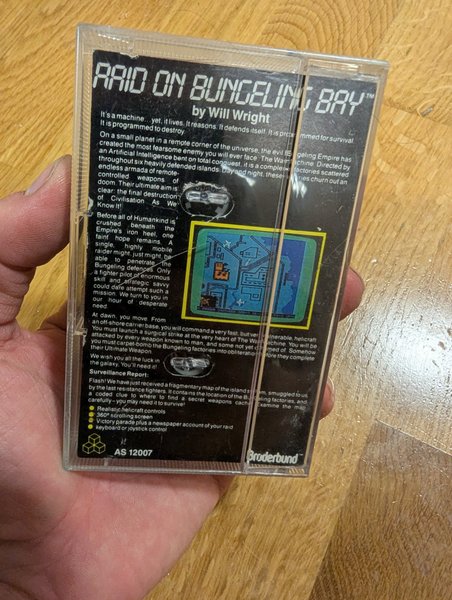 RAID ON BUNGELING BAY™
by Will Wright
It's a machine yet, it lives. It reasons. It defends itself. It is programmed for survival.
It is programmed to destroy.
On a small planet in a remote corner of the universe, the evil Bungeling Empire has
created the most fearsome enemy you will ever face. The War Machine. Directed by
an Artificial Intelligence bent on total conquest, it is a complex of factories scattered
throughout six heavily defended islands. Day and night, these factories churn out an
endless armada of remote-
controlled weapons of
doom. Their ultimate aim is
clear: the final destruction
of Civilisation As We
Know It!
Before all of Humankind is
crushed beneath the
Empire's iron heel, one
faint hope remains. A
single, highly mobile
raider might, just might, be
able to penetrate the
Bungeling defences. Only
a fighter pilot of enormous
skill and strategic savvy
could dare attempt such a
mission. We turn to you in
our hour of desperate
need.
At dawn, you move. From
an off-shore carrier base, you will command a very fast, but very vulnerable, helicraft
You must launch a surgical strike at the very heart of The War Machine. You will be
attacked by every weapon known to man, and some not yet dreamed of. Somehow
you must carpet-bomb the Bungeling factories into obliteration before they complete
their Ultimate Weapon.
We wish you all the luck in
the galaxy, You'll need it!
Surveillance Report:
Flash! We have just received a fragmentary map of the island system, smuggled to us
by the last resistance fighters. It contains the location of the Bungeling factories, and
a coded clue to where to find a secret weapons cache. Examine the map
carefully - you may need it to survive!
Realistic helicraft controls
360° scrolling screen
Victory parade plus a newspaper account of your raid
keyboard or joystick control
AS 12007
Broderbund™